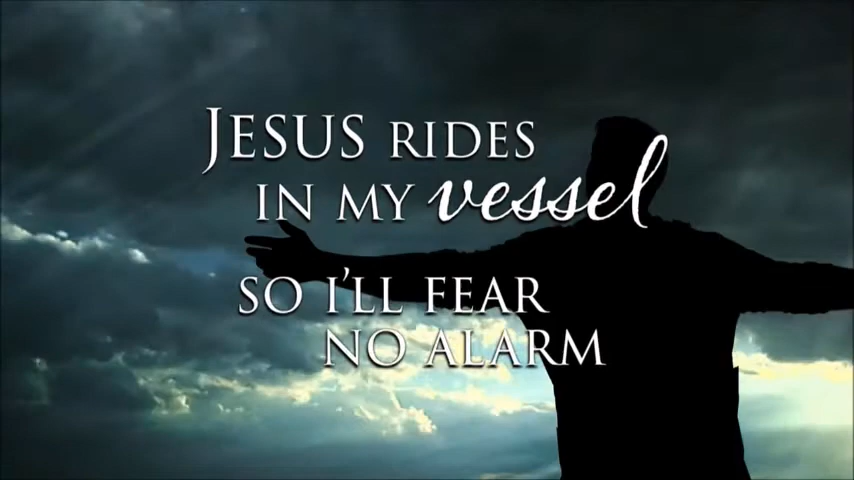 JESUS RIDES
IN MY vessel
SO I'LL FEAR
NO ALARM